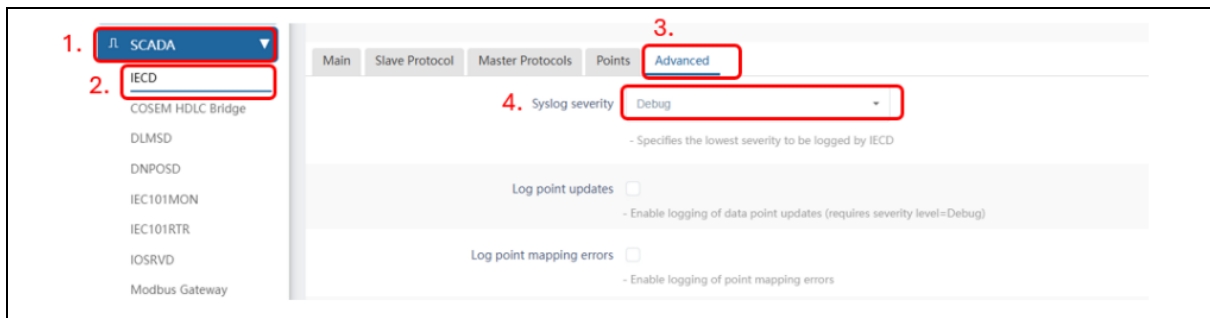 1. SCADA
2. IECD
COSEM HDLC Bridge
DLMSD
DNPOSD
IEC101MON
IEC101RTR
IOSRVD
Modbus Gateway
3.
Main Slave Protocol Master Protocols Points Advanced
4. Syslog severity Debug
- Specifies the lowest severity to be logged by IECD
Log point updates
- Enable logging of data point updates (requires severity level=Debug)
Log point mapping errors
- Enable logging of point mapping errors